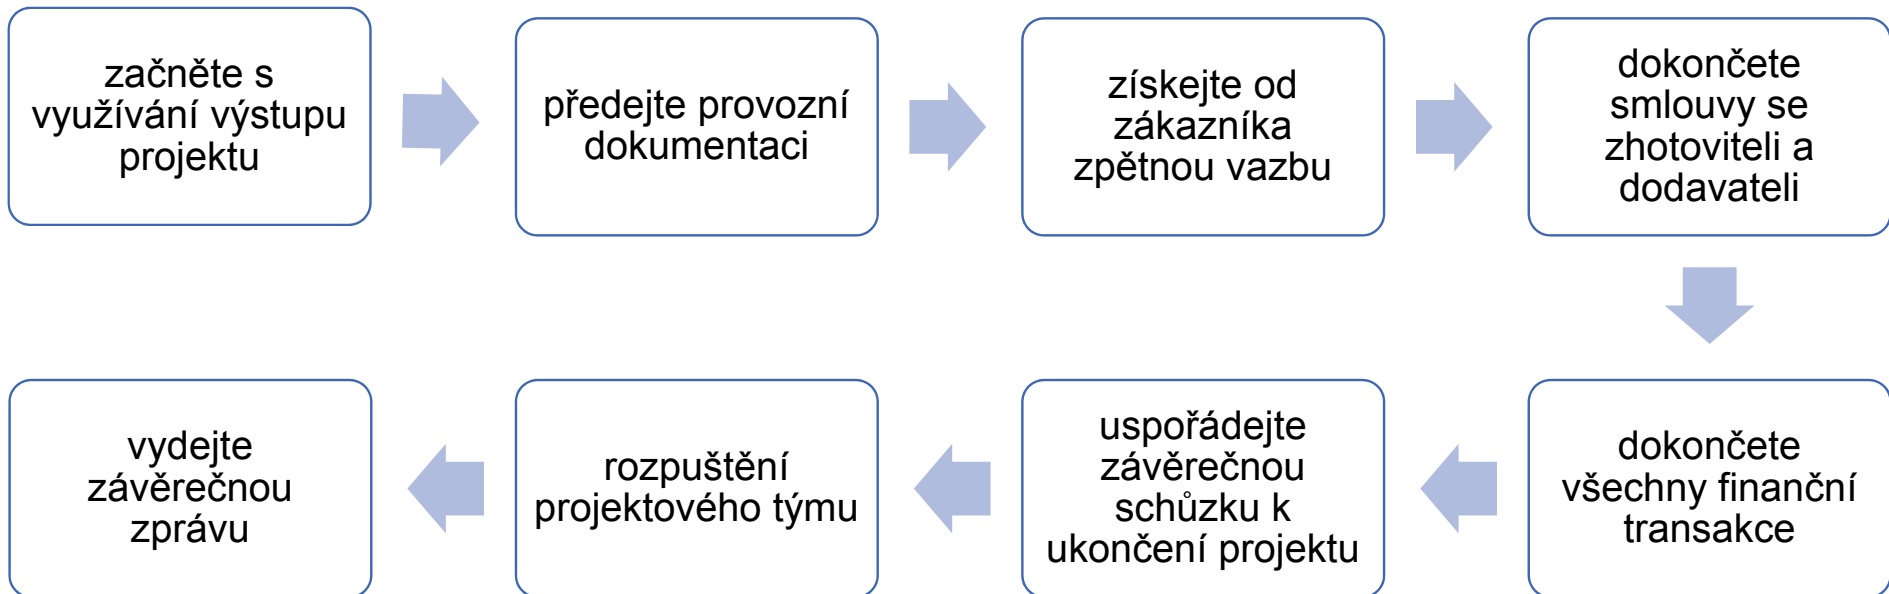 začněte s
využívání výstupu
projektu
předejte provozní
dokumentaci
získejte od
zákazníka
zpětnou vazbu
dokončete
smlouvy se
zhotoviteli a
dodavateli
dokončete
všechny finanční
transakce
uspořádejte
závěrečnou
schůzku k
ukončení projektu
rozpuštění
projektového týmu
vydejte
závěrečnou
zprávu